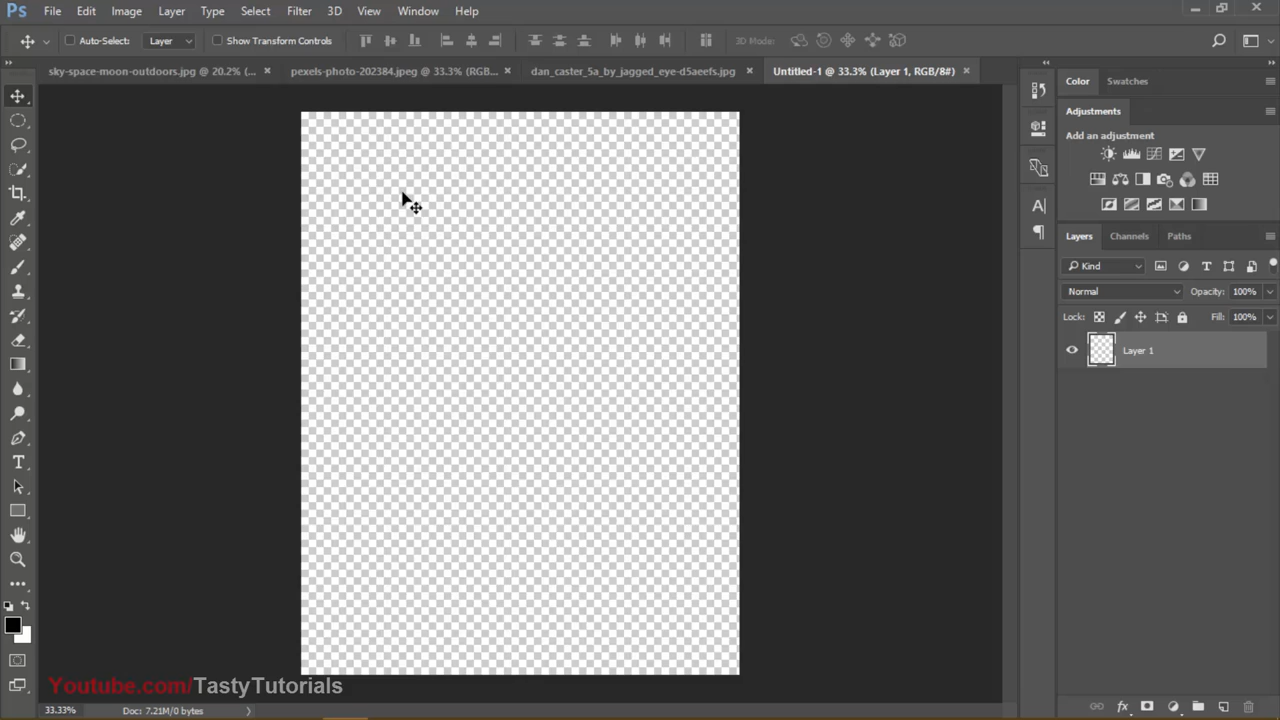 Ps File Edit Image Layer Type Select Filter 3D View Window Help
Auto-Select: Layer Show Transform Controls 3D Mode:
sky-space-moon-outdoors.jpg @ 20.2% (... × pexels-photo-202384.jpeg @ 33.3% (RGB... × dan_caster_5a_by_jagged_eye-d5aeefs.jpg × Untitled-1 @ 33.3% (Layer 1, RGB/8#) ×
Color Swatches
Adjustments
Add an adjustment
Layers Channels Paths
Kind
Normal Opacity: 100%
Lock: Fill: 100%
Layer 1
Youtube.com/TastyTutorials
33.33% Doc: 7.21M/0 bytes